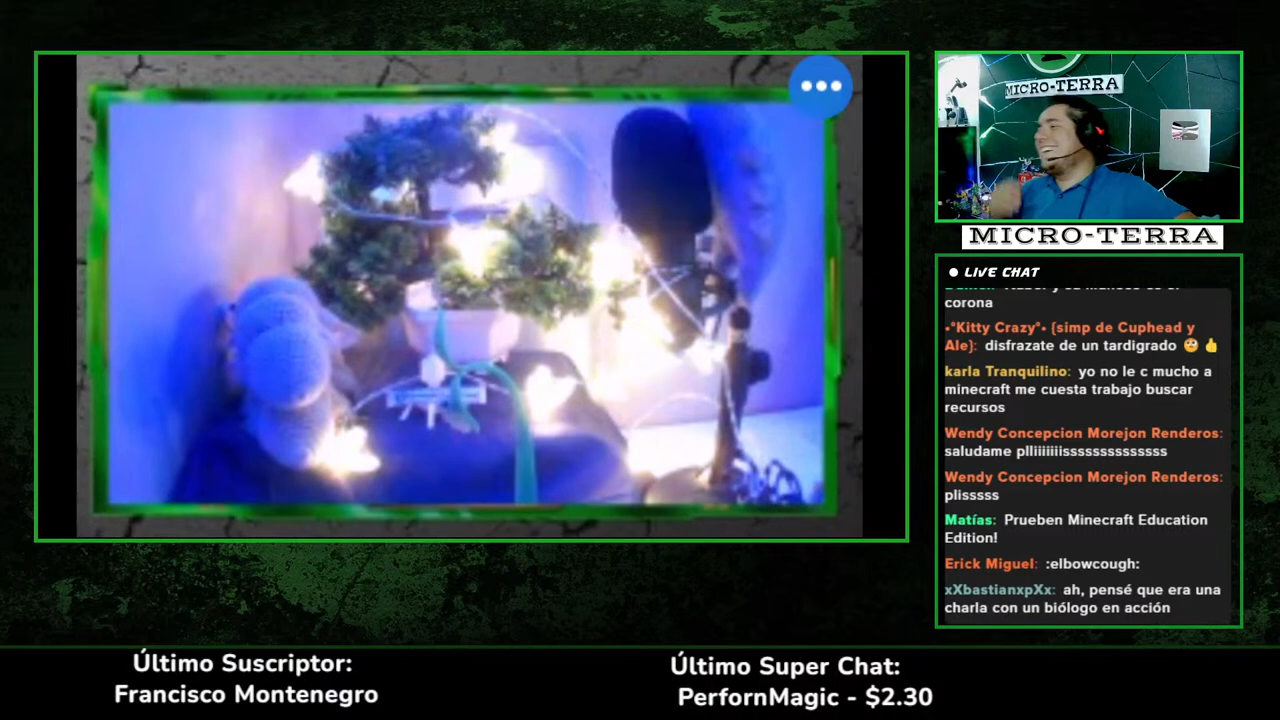 MICRO-TERRA
MICRO-TERRA
LIVE CHAT
corona
•°Kitty Crazy°• {simp de Cuphead y
Ale}: disfrazate de un tardigrado 🧐 👍
karla Tranquilino: yo no le c mucho a
minecraft me cuesta trabajo buscar
recursos
Wendy Concepcion Morejon Renderos:
saludame plliiiiiiissssssssssssss
Wendy Concepcion Morejon Renderos:
plisssss
Matías: Prueben Minecraft Education
Edition!
Erick Miguel: :elbowcough:
xXbastianxpXx: ah, pensé que era una
charla con un biólogo en acción
Último Suscriptor:
Francisco Montenegro
Último Super Chat:
PerfornMagic - $2.30